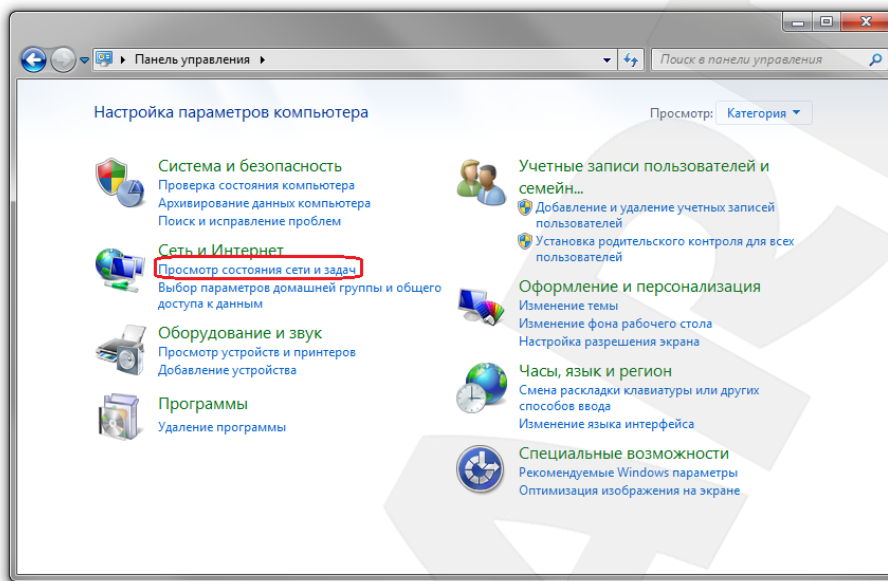 Панель управления
Поиск в панели управления
Настройка параметров компьютера
Просмотр: Категория
Система и безопасность
Проверка состояния компьютера
Архивирование данных компьютера
Поиск и исправление проблем
Сеть и Интернет
Просмотр состояния сети и задач
Выбор параметров домашней группы и общего
доступа к данным
Оборудование и звук
Просмотр устройств и принтеров
Добавление устройства
Программы
Удаление программы
Учетные записи пользователей и
семейн...
Добавление и удаление учетных записей
пользователей
Установка родительского контроля для всех
пользователей
Оформление и персонализация
Изменение темы
Изменение фона рабочего стола
Настройка разрешения экрана
Часы, язык и регион
Смена раскладки клавиатуры или других
способов ввода
Изменение языка интерфейса
Специальные возможности
Рекомендуемые Windows параметры
Оптимизация изображения на экране